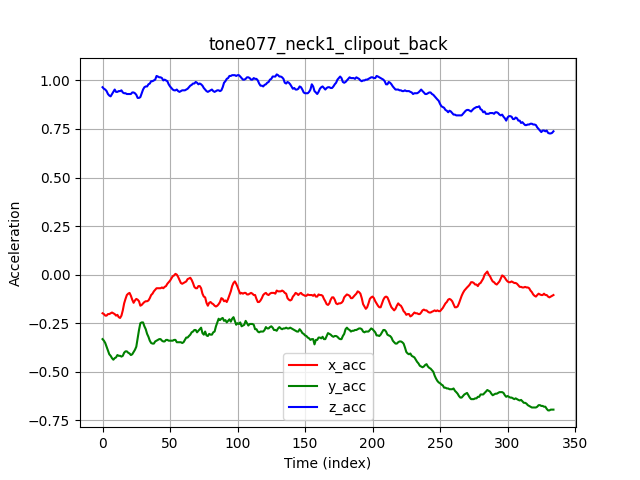 tone077_neck1_clipout_back
1.00
0.75
0.50
0.25
0.00
−0.25
−0.50
−0.75
Acceleration
x_acc
y_acc
z_acc
0 50 100 150 200 250 300 350
Time (index)